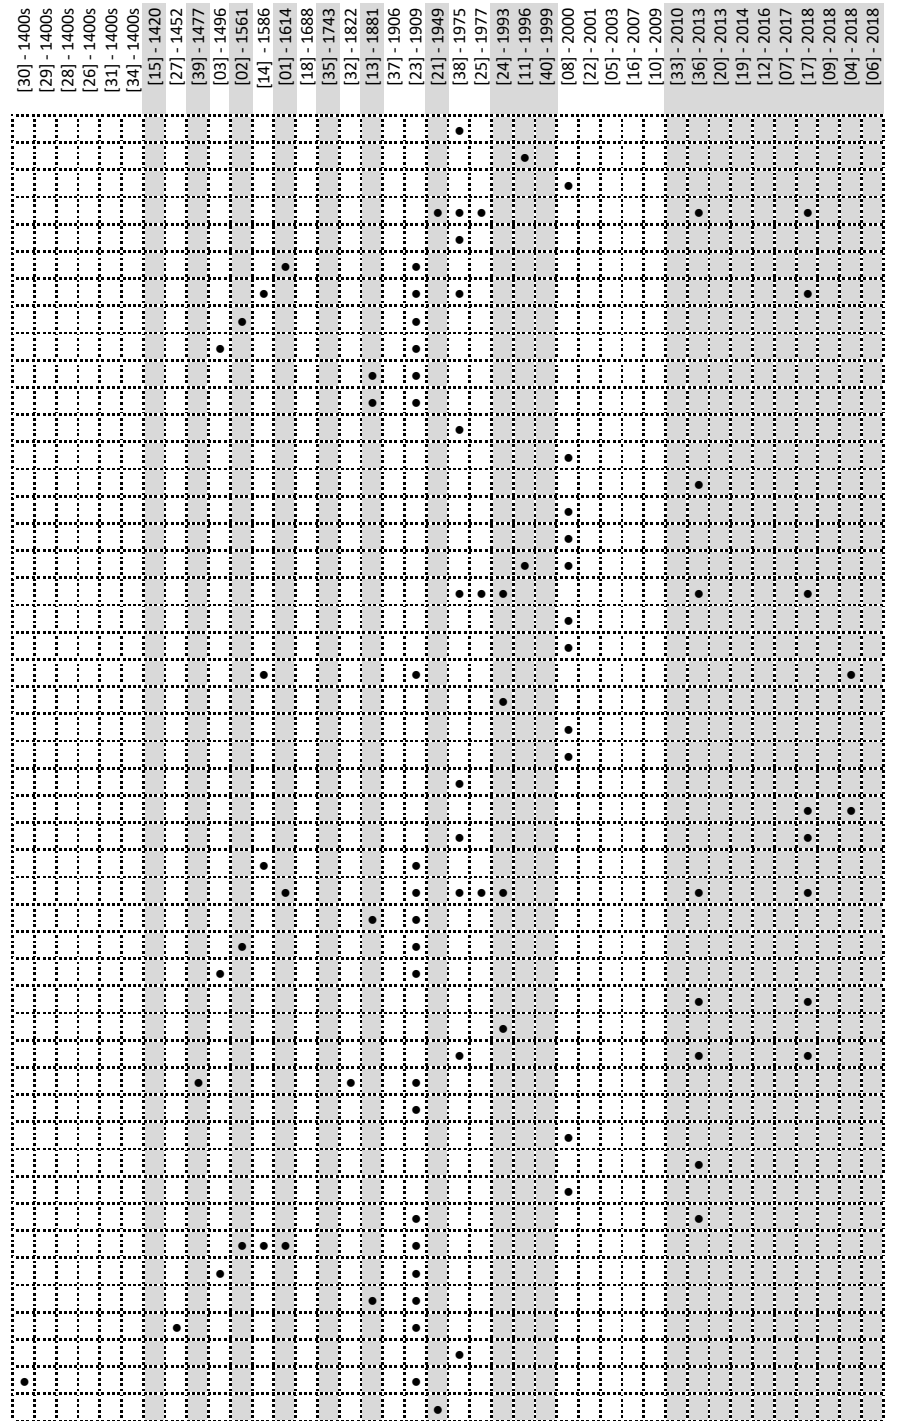 [30] - 1400s
[29] - 1400s
[28] - 1400s
[26] - 1400s
[31] - 1400s
[34] - 1400s
[15] - 1420
[27] - 1452
[39] - 1477
[03] - 1496
[02] - 1561
[14] - 1586
[01] - 1614
[18] - 1688
[35] - 1743
[32] - 1822
[13] - 1881
[37] - 1906
[23] - 1909
[21] - 1949
[38] - 1975
[25] - 1977
[24] - 1993
[11] - 1996
[40] - 1999
[08] - 2000
[22] - 2001
[05] - 2003
[16] - 2007
[10] - 2009
[33] - 2010
[36] - 2013
[20] - 2013
[19] - 2014
[12] - 2016
[07] - 2017
[17] - 2018
[09] - 2018
[04] - 2018
[06] - 2018